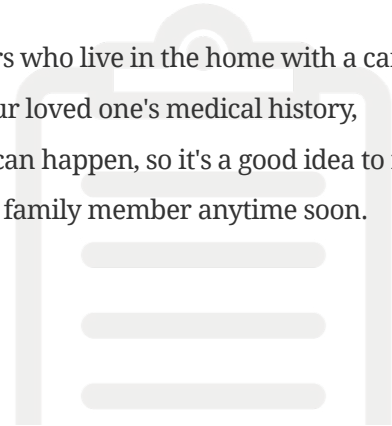 who live in the home with a
loved one's medical history,
can happen, so it's a good idea to
family member anytime soon.